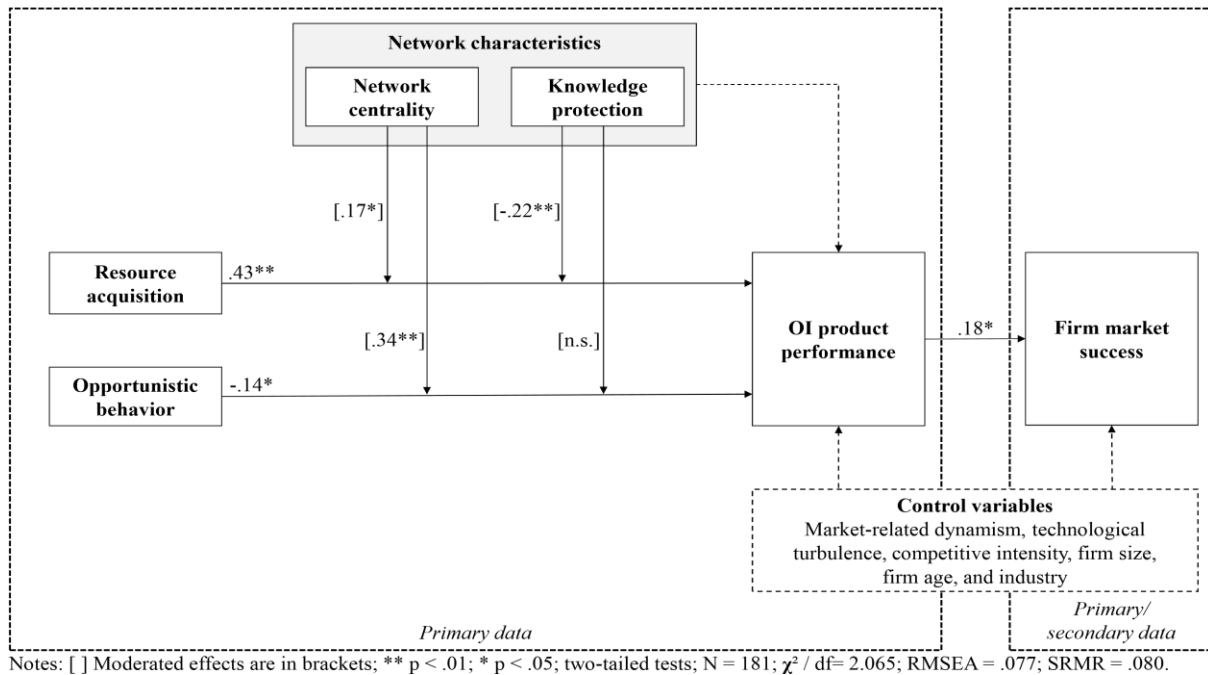 Network characteristics
Network
centrality
Knowledge
protection
[.17*]
[-.22**]
Resource
acquisition
.43**
[.34**]
[n.s.]
Opportunistic
behavior
-.14*
OI product
performance
.18*
Firm market
success
Control variables
Market-related dynamism, technological
turbulence, competitive intensity, firm size,
firm age, and industry
Primary data
Primary/
secondary data
Notes: [ ] Moderated effects are in brackets; ** p < .01; * p < .05; two-tailed tests; N = 181; χ² / df= 2.065; RMSEA = .077; SRMR = .080.